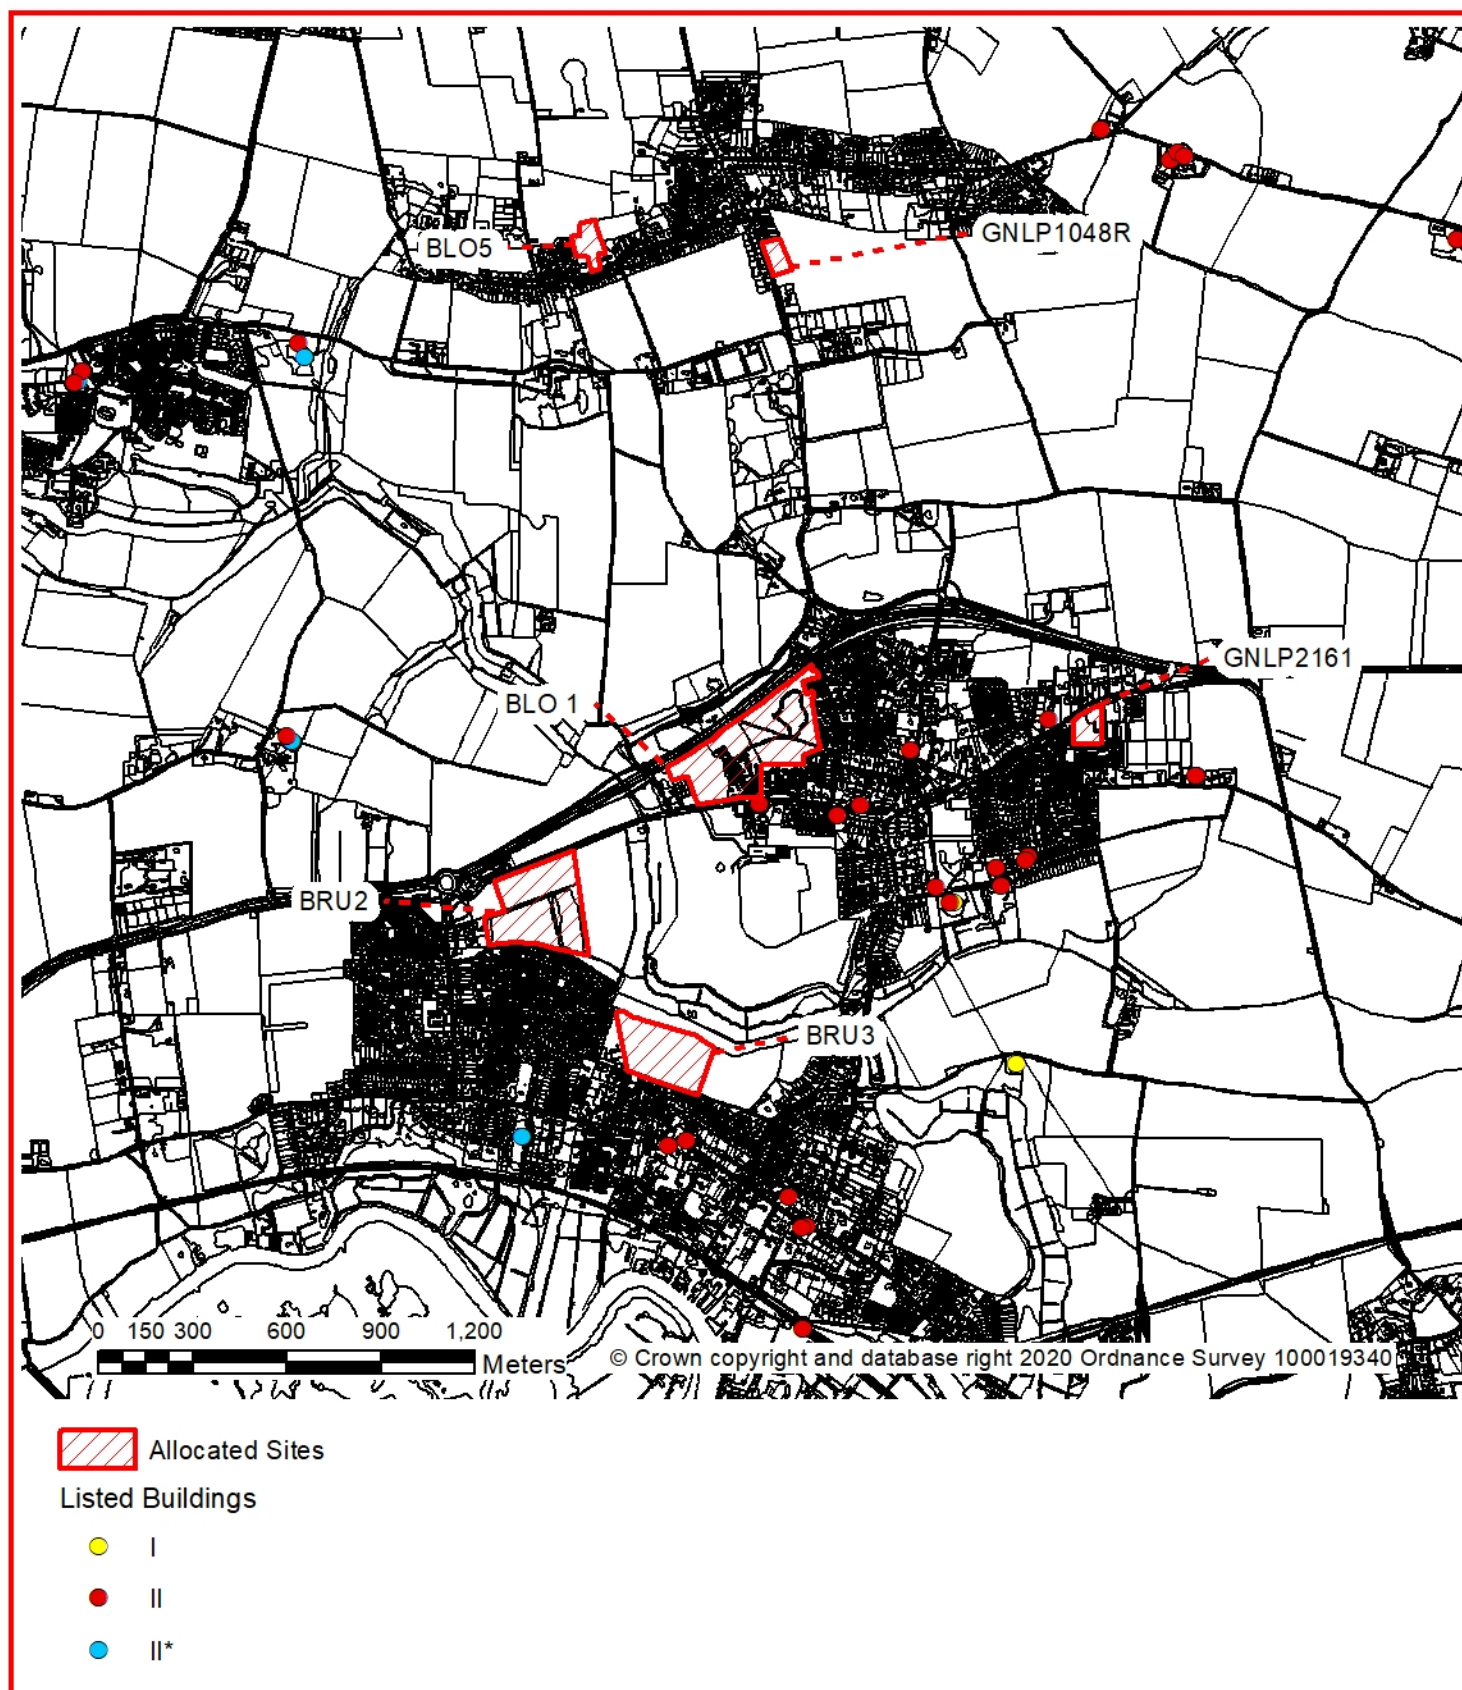 BLO5
GNLP1048R
GNLP2161
BLO 1
BRU2
BRU3
0 150 300 600 900 1,200
Meters
© Crown copyright and database right 2020 Ordnance Survey 100019340
Allocated Sites
Listed Buildings
I
II
II*